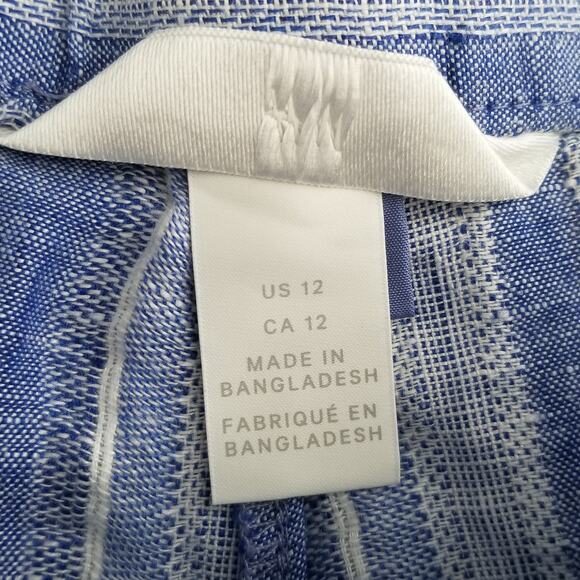 US 12
CA 12
MADE IN
BANGLADESH
FABRIQUÉ EN
BANGLADESH